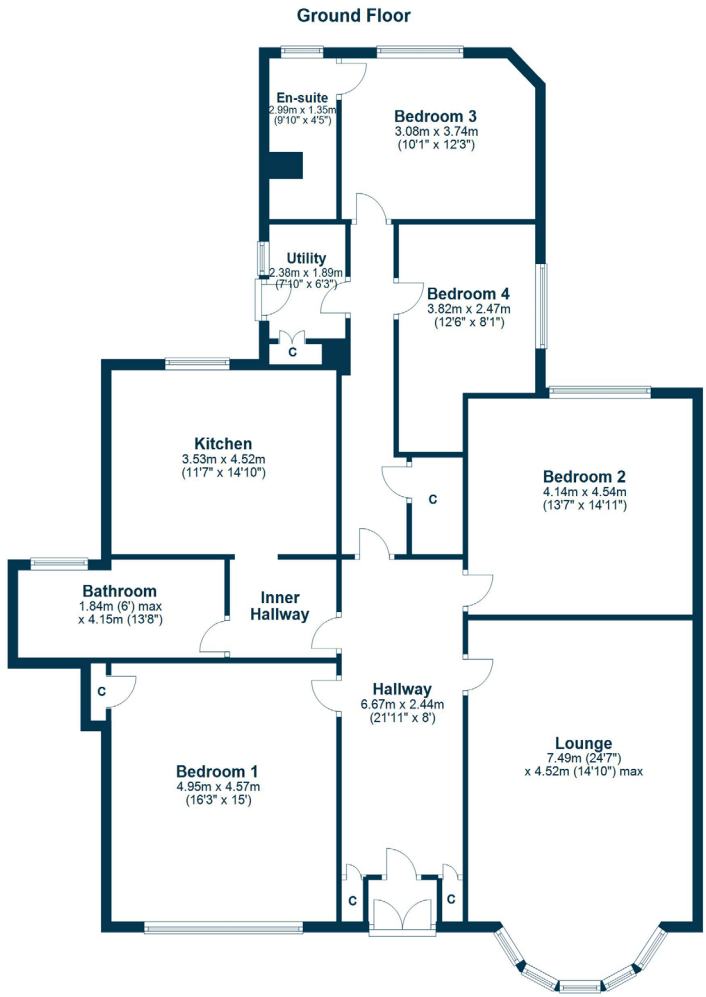 Ground Floor
En-suite
2.99m x 1.35m
(9'10" x 4'5")
Bedroom 3
3.08m x 3.74m
(10'1" x 12'3")
Utility
2.38m x 1.89m
(7'10" x 6'3")
Bedroom 4
3.82m x 2.47m
(12'6" x 8'1")
C
Kitchen
3.53m x 4.52m
(11'7" x 14'10")
C
Bedroom 2
4.14m x 4.54m
(13'7" x 14'11")
Bathroom
1.84m (6') max
x 4.15m (13'8")
Inner
Hallway
C
Hallway
6.67m x 2.44m
(21'11" x 8')
Bedroom 1
4.95m x 4.57m
(16'3" x 15')
Lounge
7.49m (24'7")
x 4.52m (14'10") max
C
C